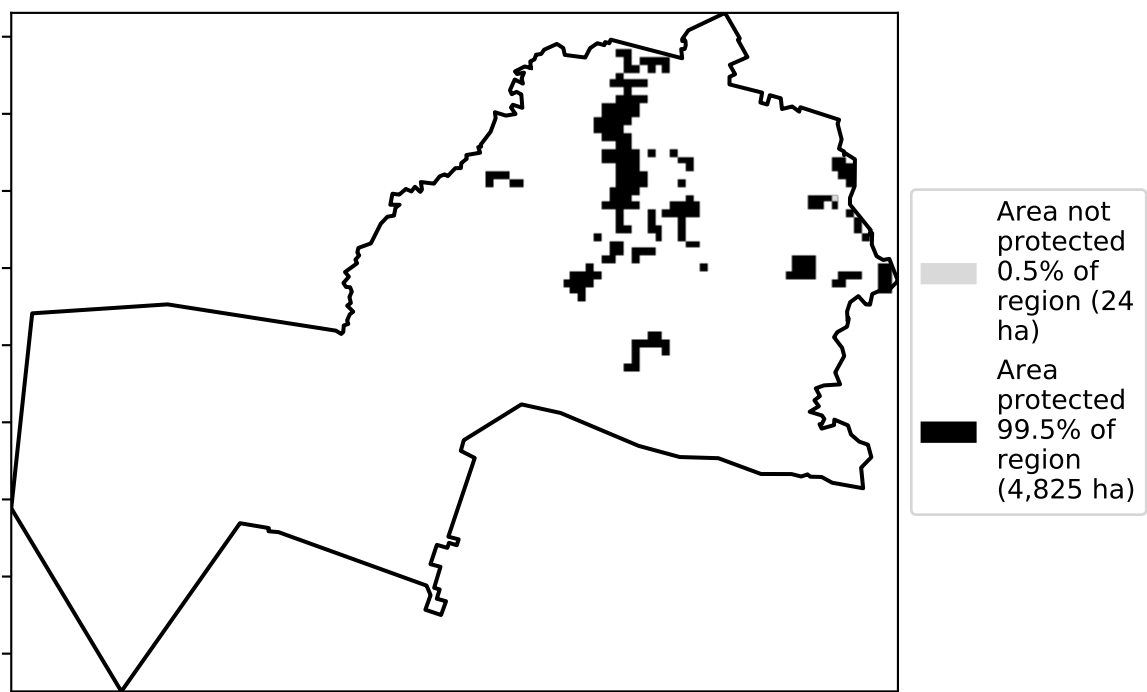 Area not
protected
0.5% of
region (24
ha)
Area
protected
99.5% of
region
(4,825 ha)